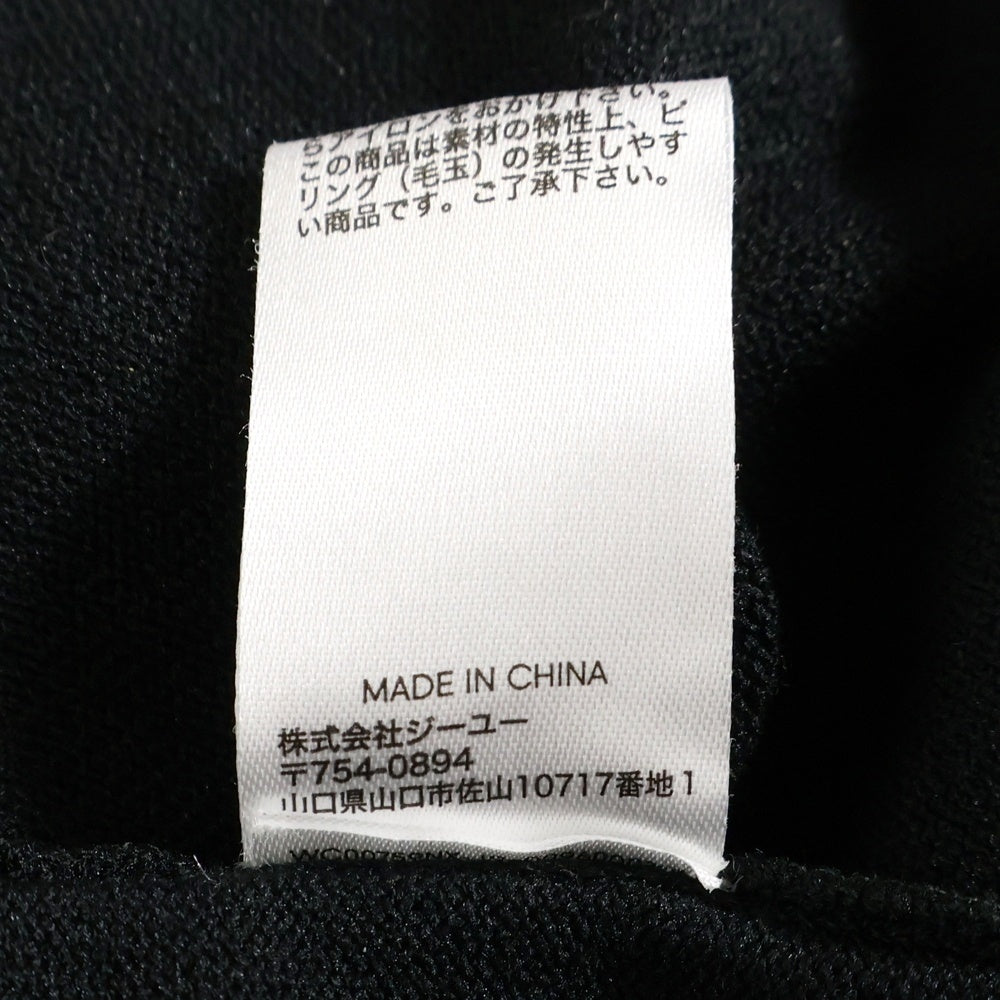 らアイロンをおかけ下さい。
この商品は素材の特性上、ピ
リング（毛玉）の発生しやす
い商品です。ご了承下さい。
MADE IN CHINA
株式会社ジーユー
〒754-0894
山口県山口市佐山10717番地1